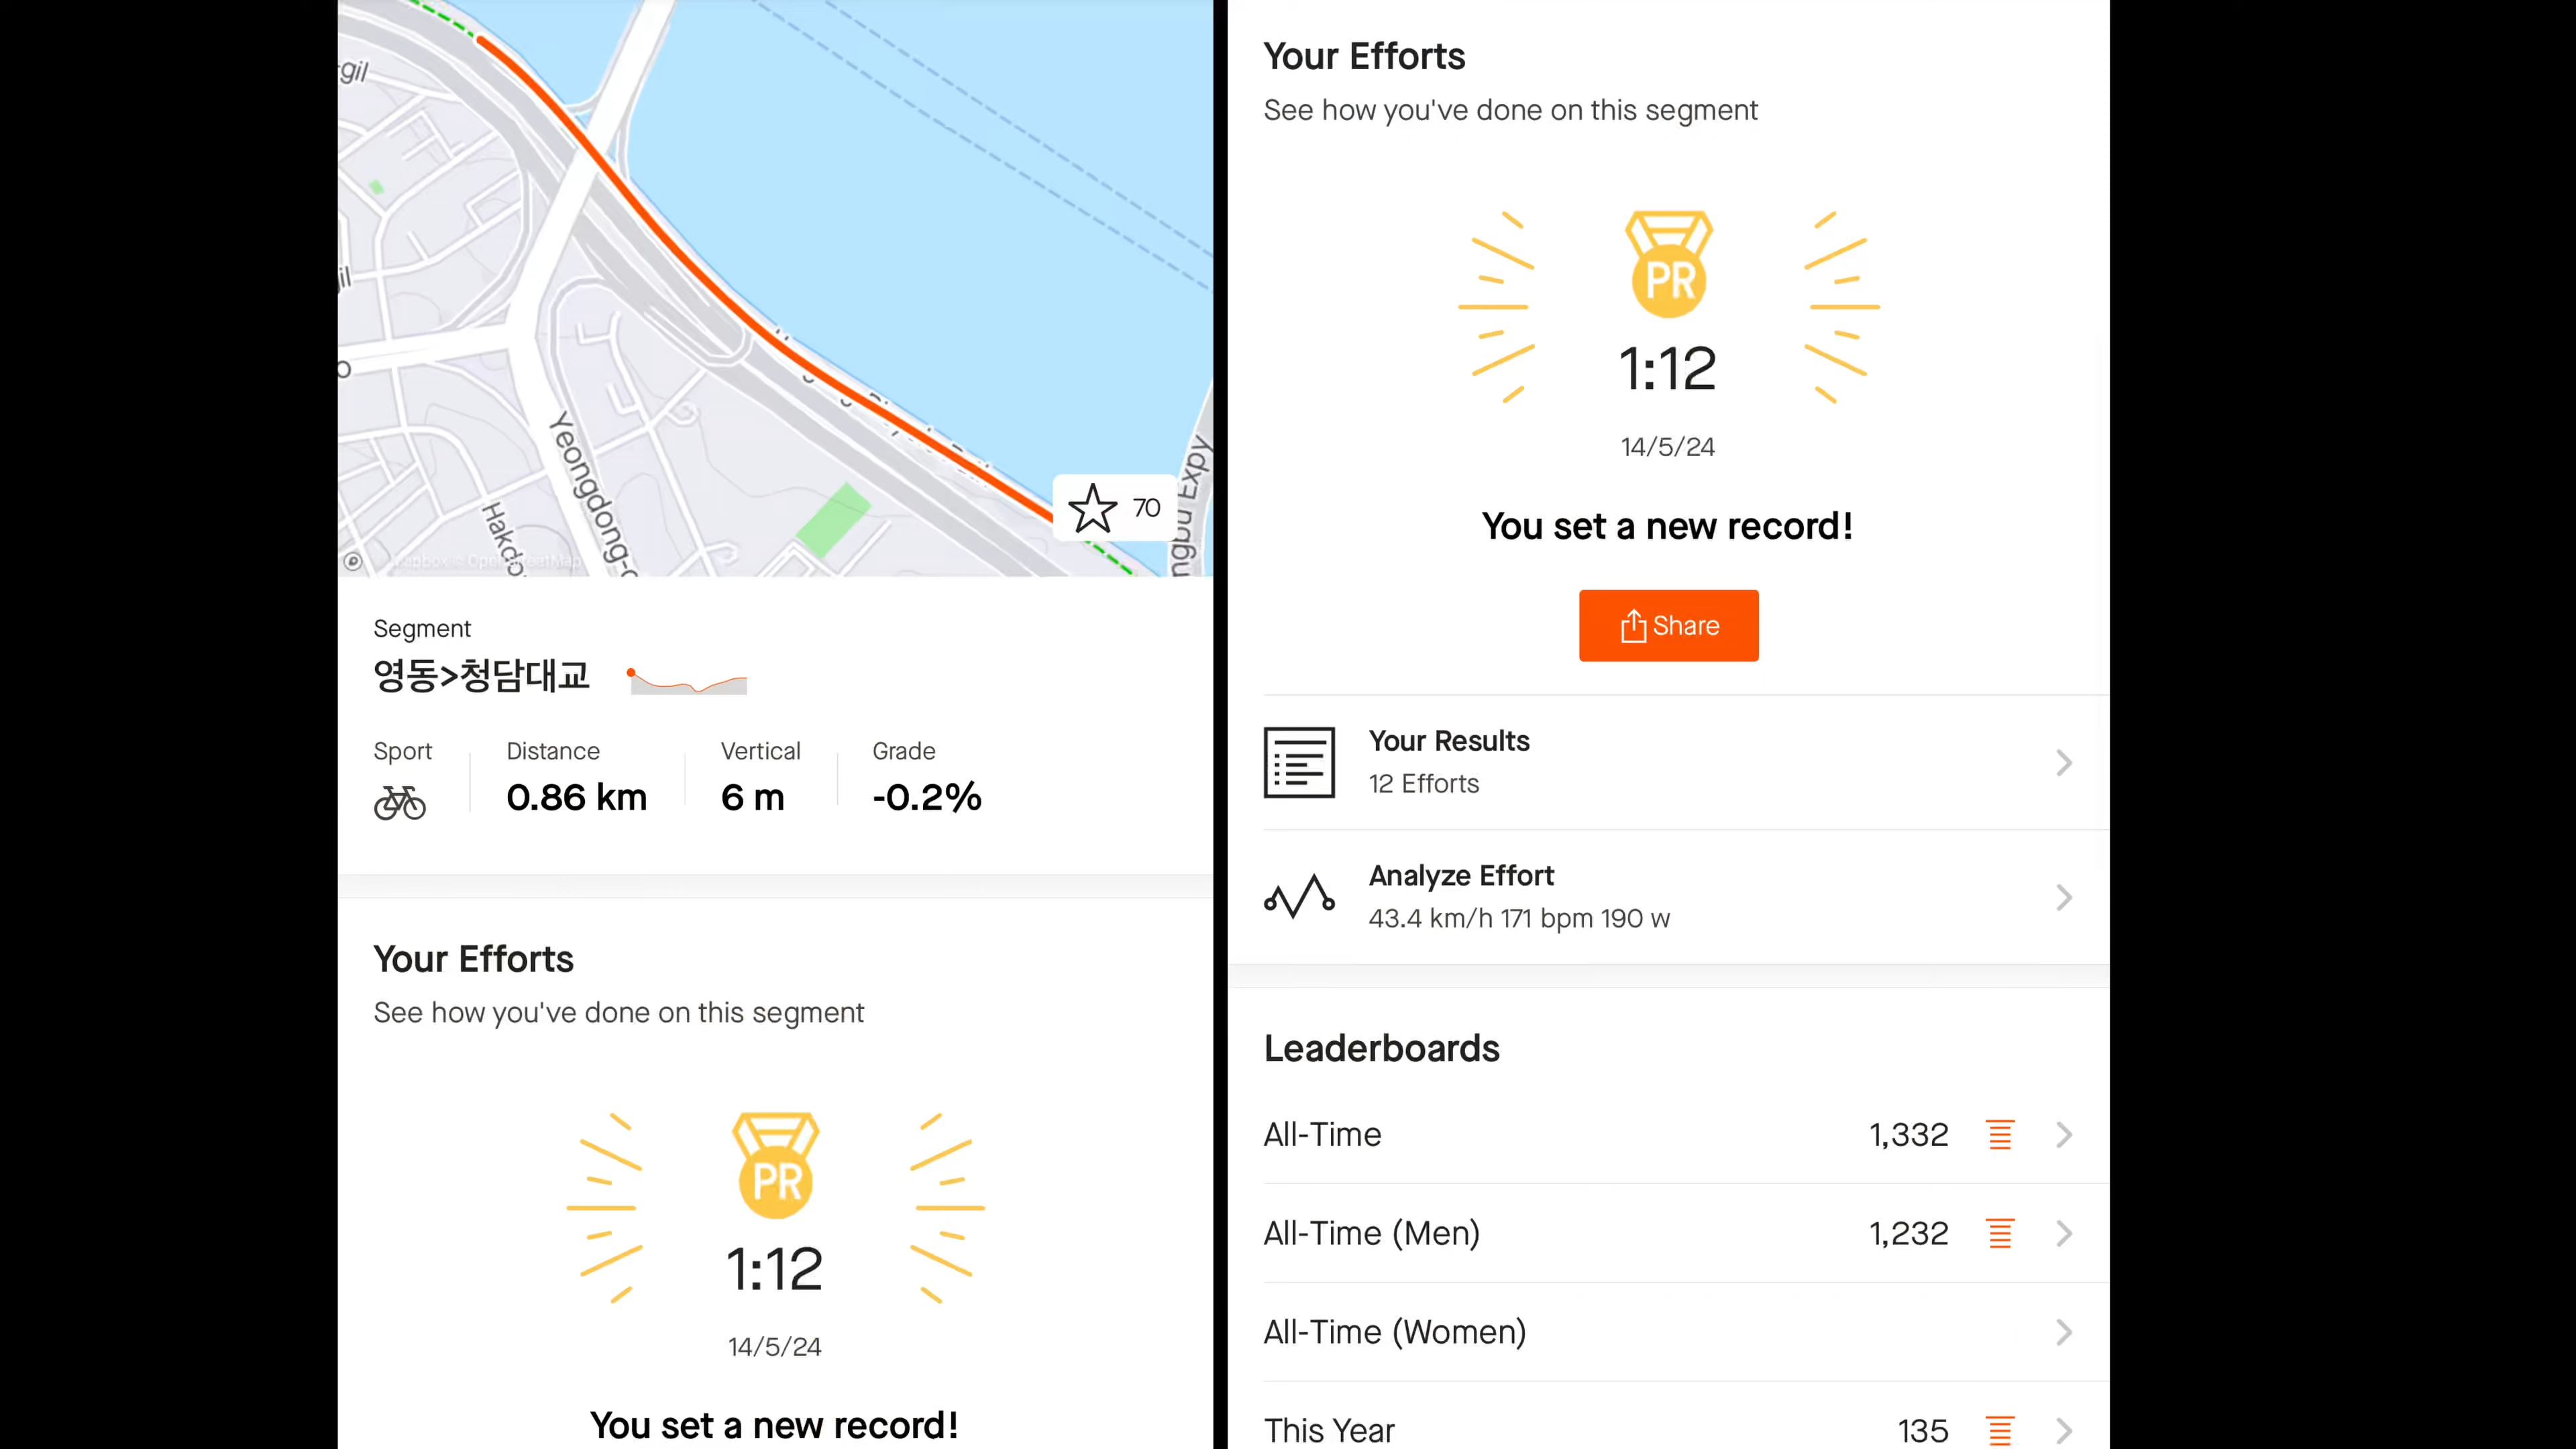 gil
il
o
Yeongdong-
Hakdo
Expy
70
Segment
영동>청담대교
Sport
Distance
Vertical
Grade
0.86 km
6 m
-0.2%
Your Efforts
See how you've done on this segment
PR
1:12
14/5/24
You set a new record!
Your Efforts
See how you've done on this segment
PR
1:12
14/5/24
You set a new record!
Share
Your Results
12 Efforts
Analyze Effort
43.4 km/h 171 bpm 190 w
Leaderboards
All-Time 1,332
All-Time (Men) 1,232
All-Time (Women)
This Year 135